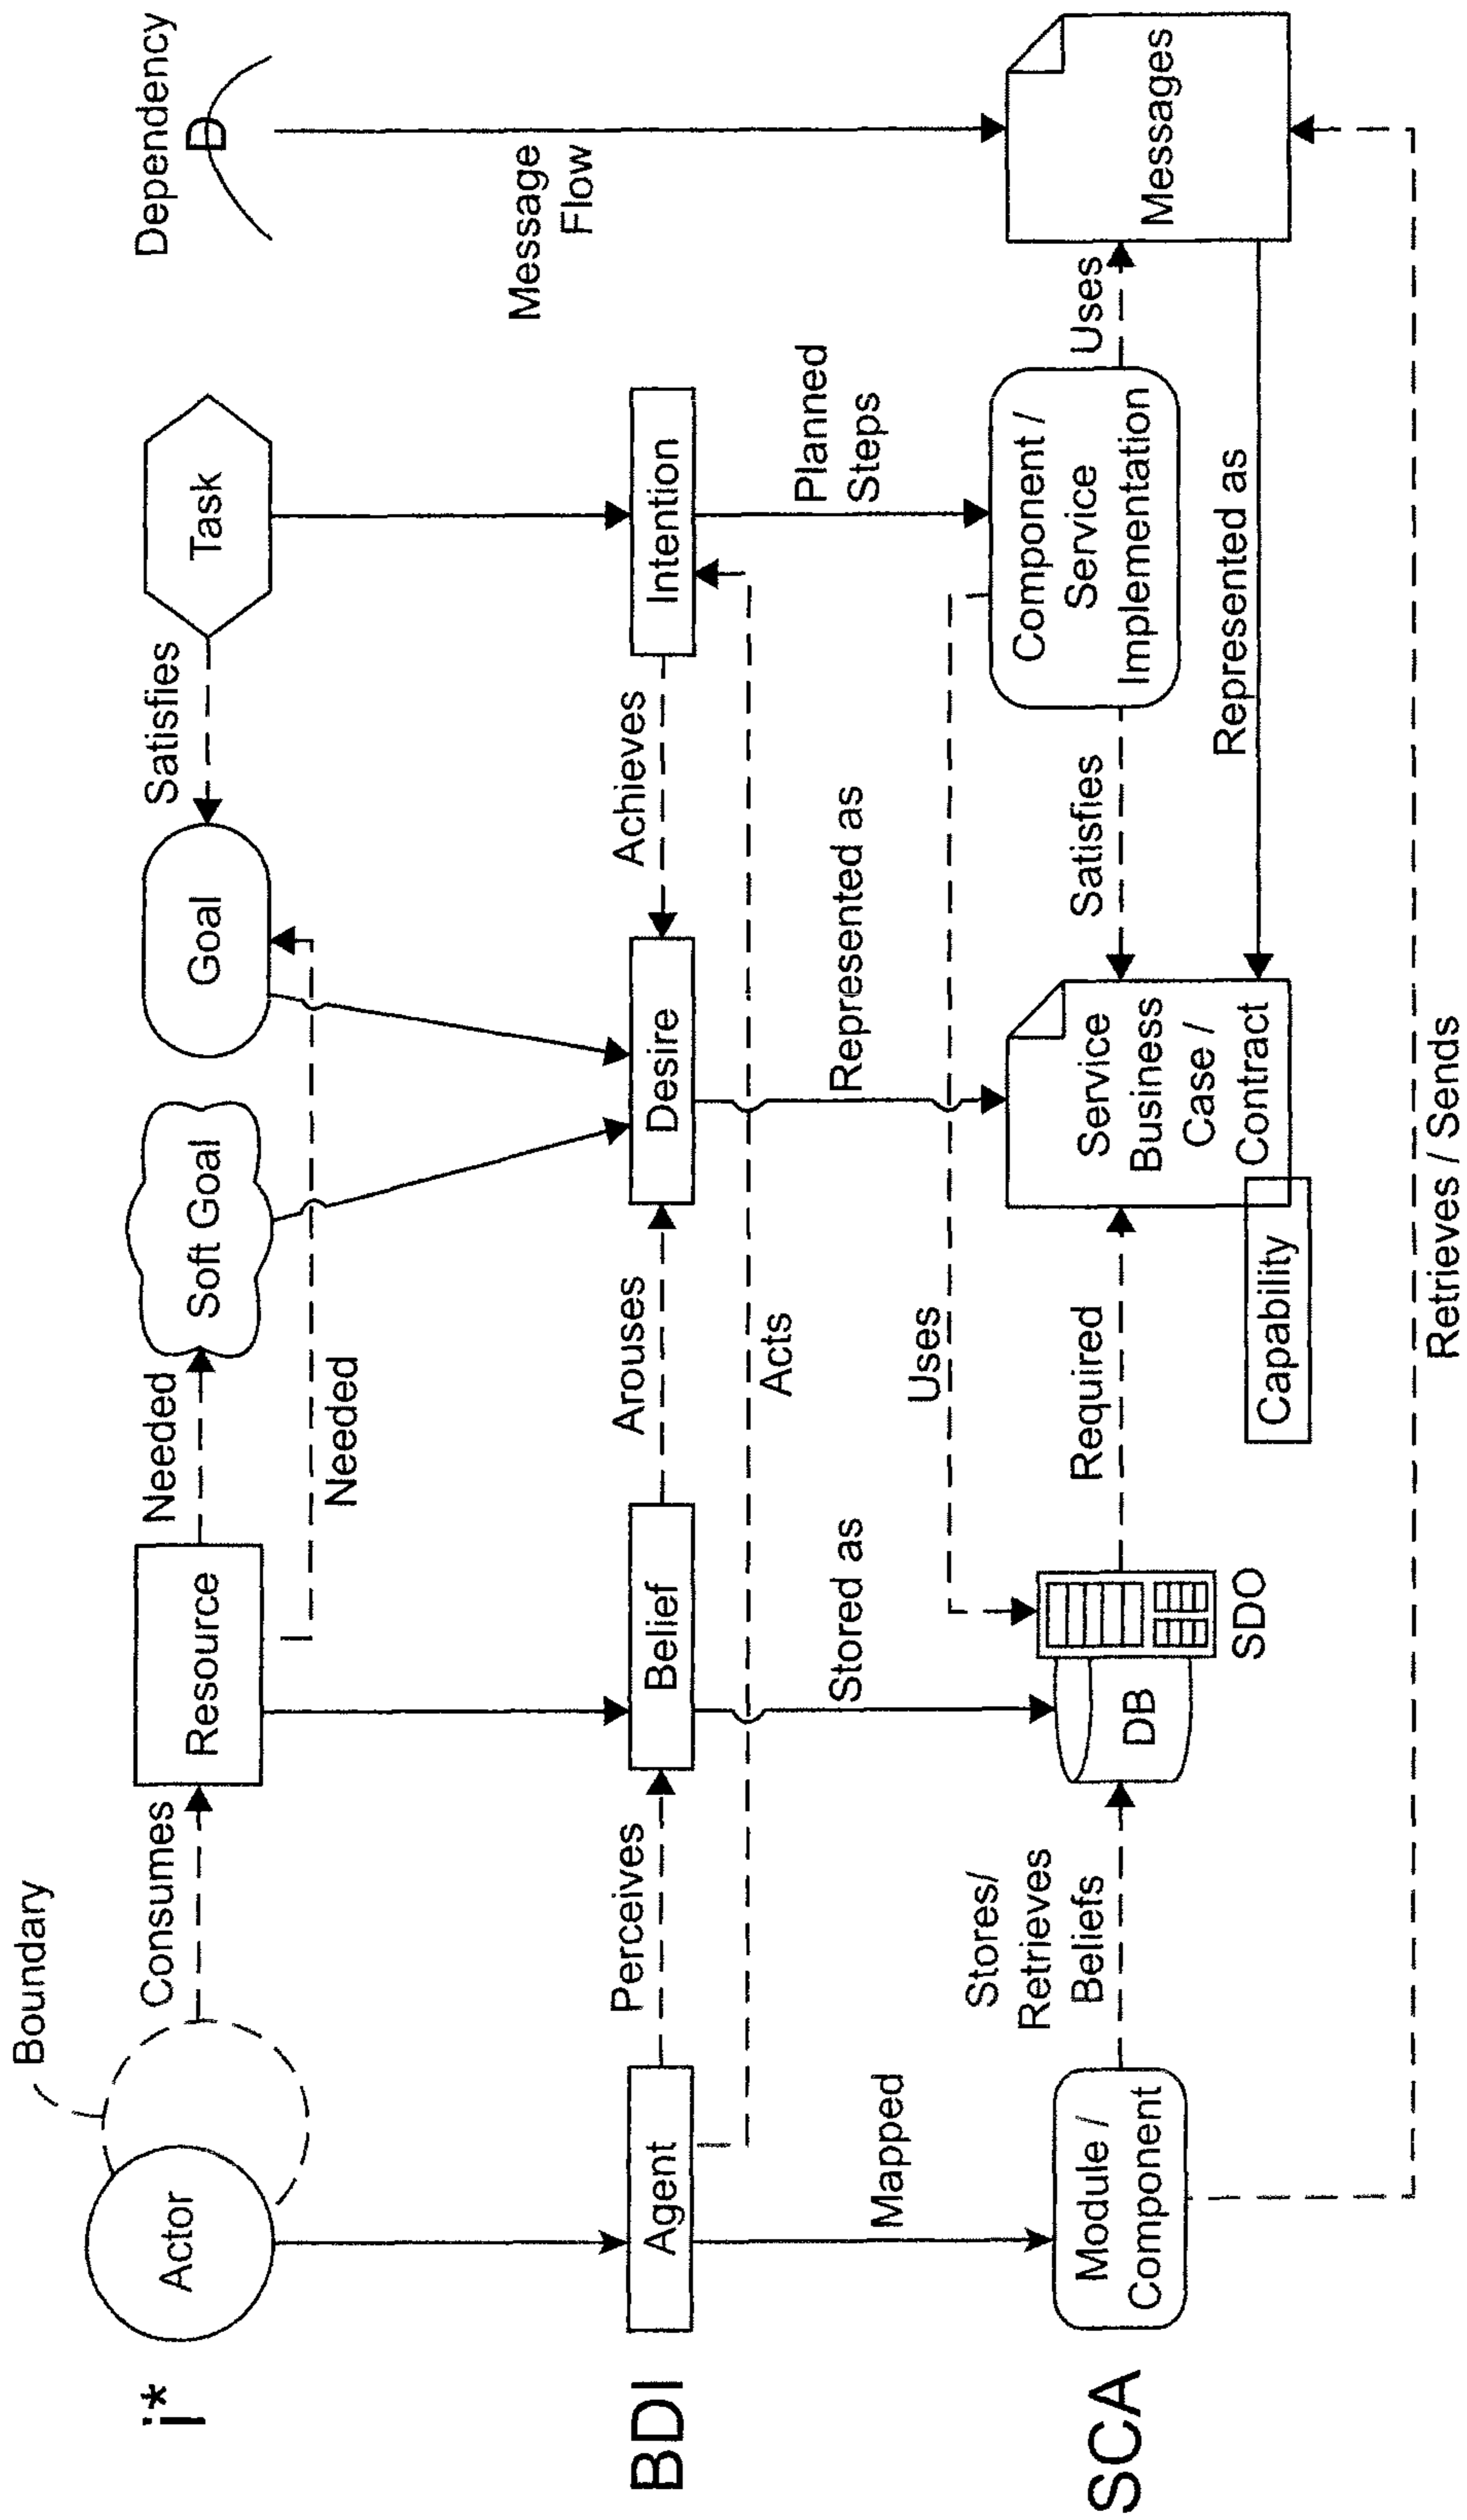 Boundary
Dependency
i*
Actor
Consumes
Resource
Needed
Soft Goal
Goal
Satisfies
Task
D
Needed
Message
Flow
BDI
Agent
Perceives
Belief
Arouses
Desire
Achieves
Intention
Acts
Mapped
Stored as
Represented as
Planned
Steps
Uses
SCA
Module /
Component
Stores/
Retrieves
Beliefs
DB
SDO
Required
Service
Business
Case /
Contract
Capability
Satisfies
Component /
Service
Implementation
Uses
Messages
Represented as
Retrieves / Sends